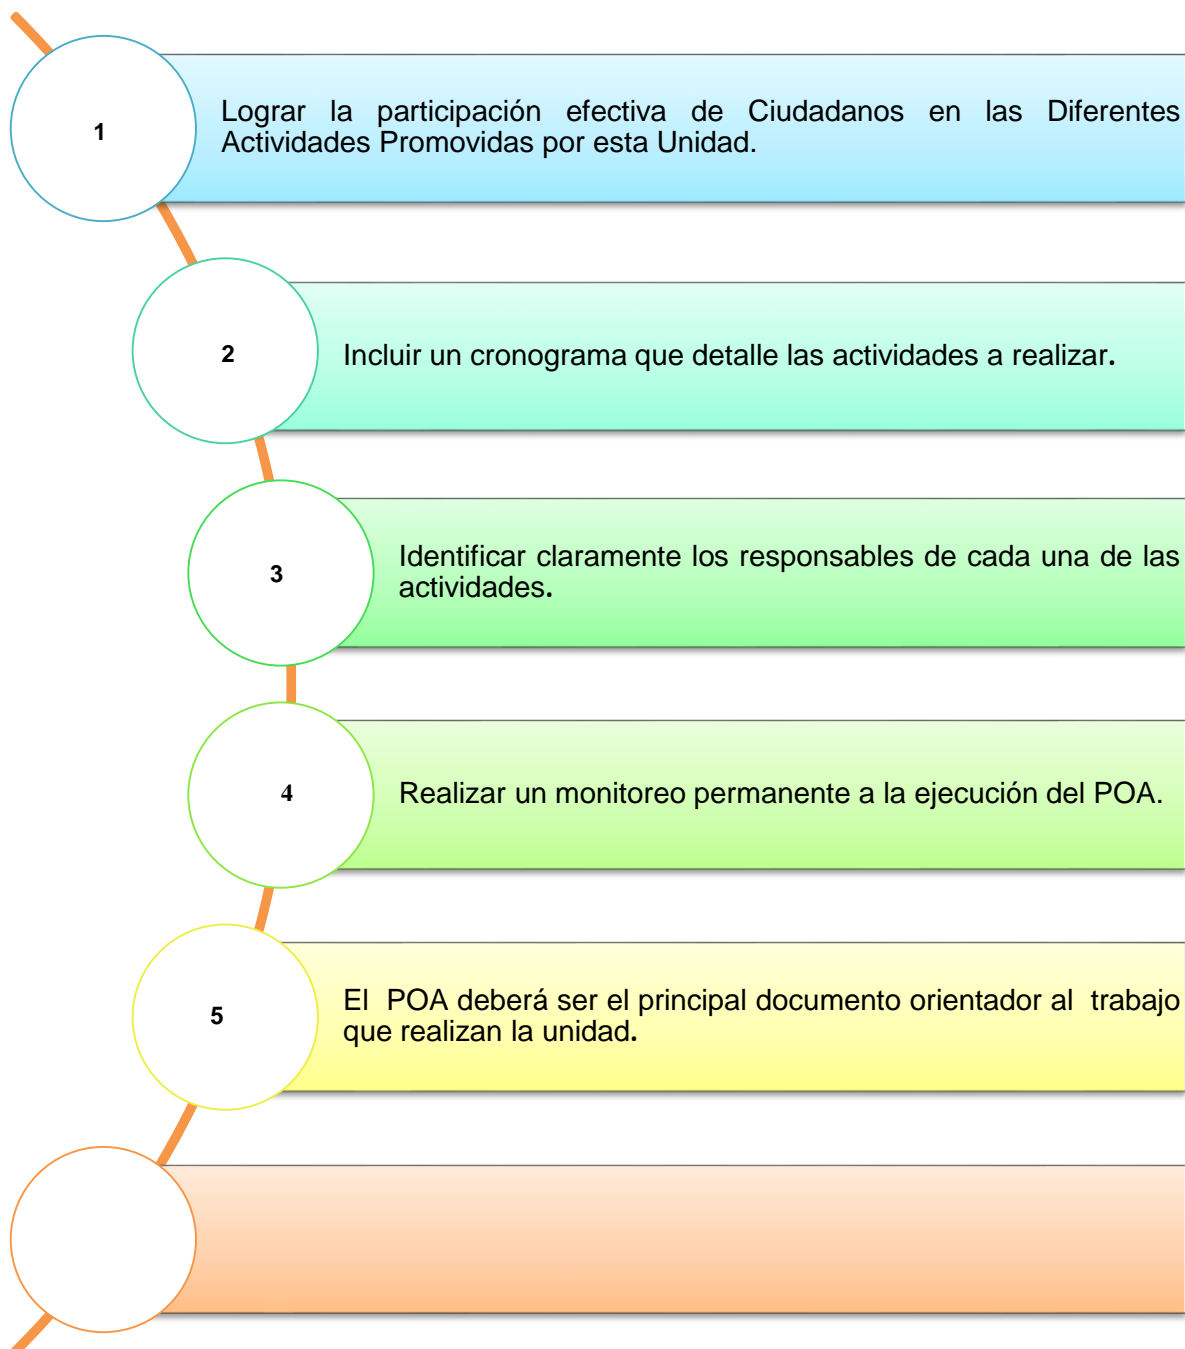 1
Lograr la participación efectiva de Ciudadanos en las Diferentes
Actividades Promovidas por esta Unidad.
2
Incluir un cronograma que detalle las actividades a realizar.
3
Identificar claramente los responsables de cada una de las
actividades.
4
Realizar un monitoreo permanente a la ejecución del POA.
5
El  POA deberá ser el principal documento orientador al  trabajo
que realizan la unidad.